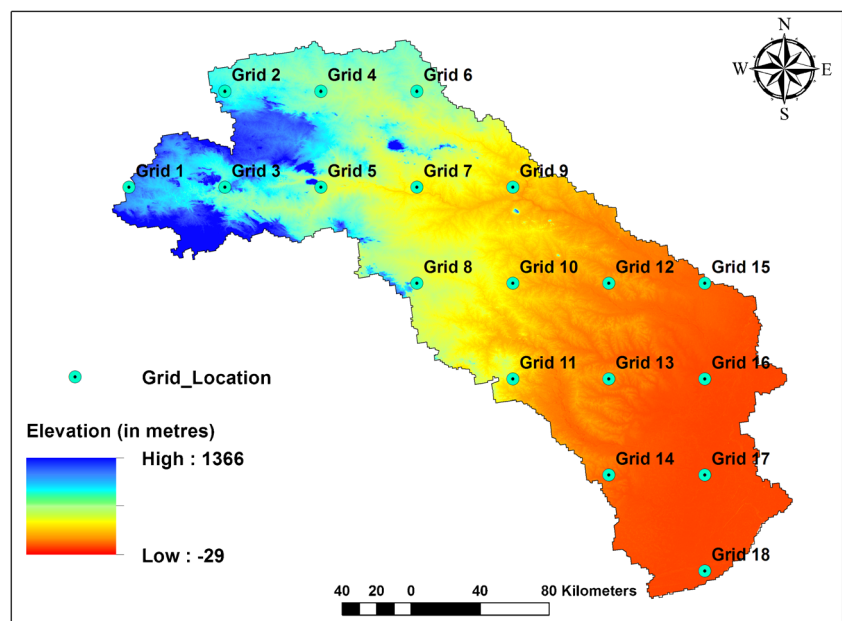 N
W E
S
Grid 2 Grid 4 Grid 6
Grid 1 Grid 3 Grid 5 Grid 7 Grid 9
Grid 8 Grid 10 Grid 12 Grid 15
Grid 11 Grid 13 Grid 16
Grid_Location
Elevation (in metres)
High : 1366
Low : -29
Grid 14 Grid 17
Grid 18
40 20 0 40 80 Kilometers